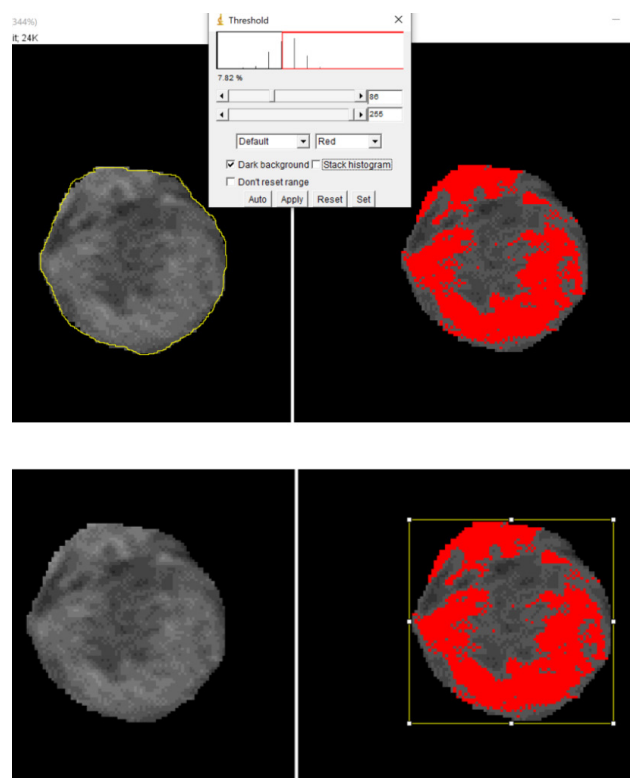 344%)
it; 24K
Threshold
7.82 %
86
255
Default
Red
Dark background
Stack histogram
Don't reset range
Auto
Apply
Reset
Set